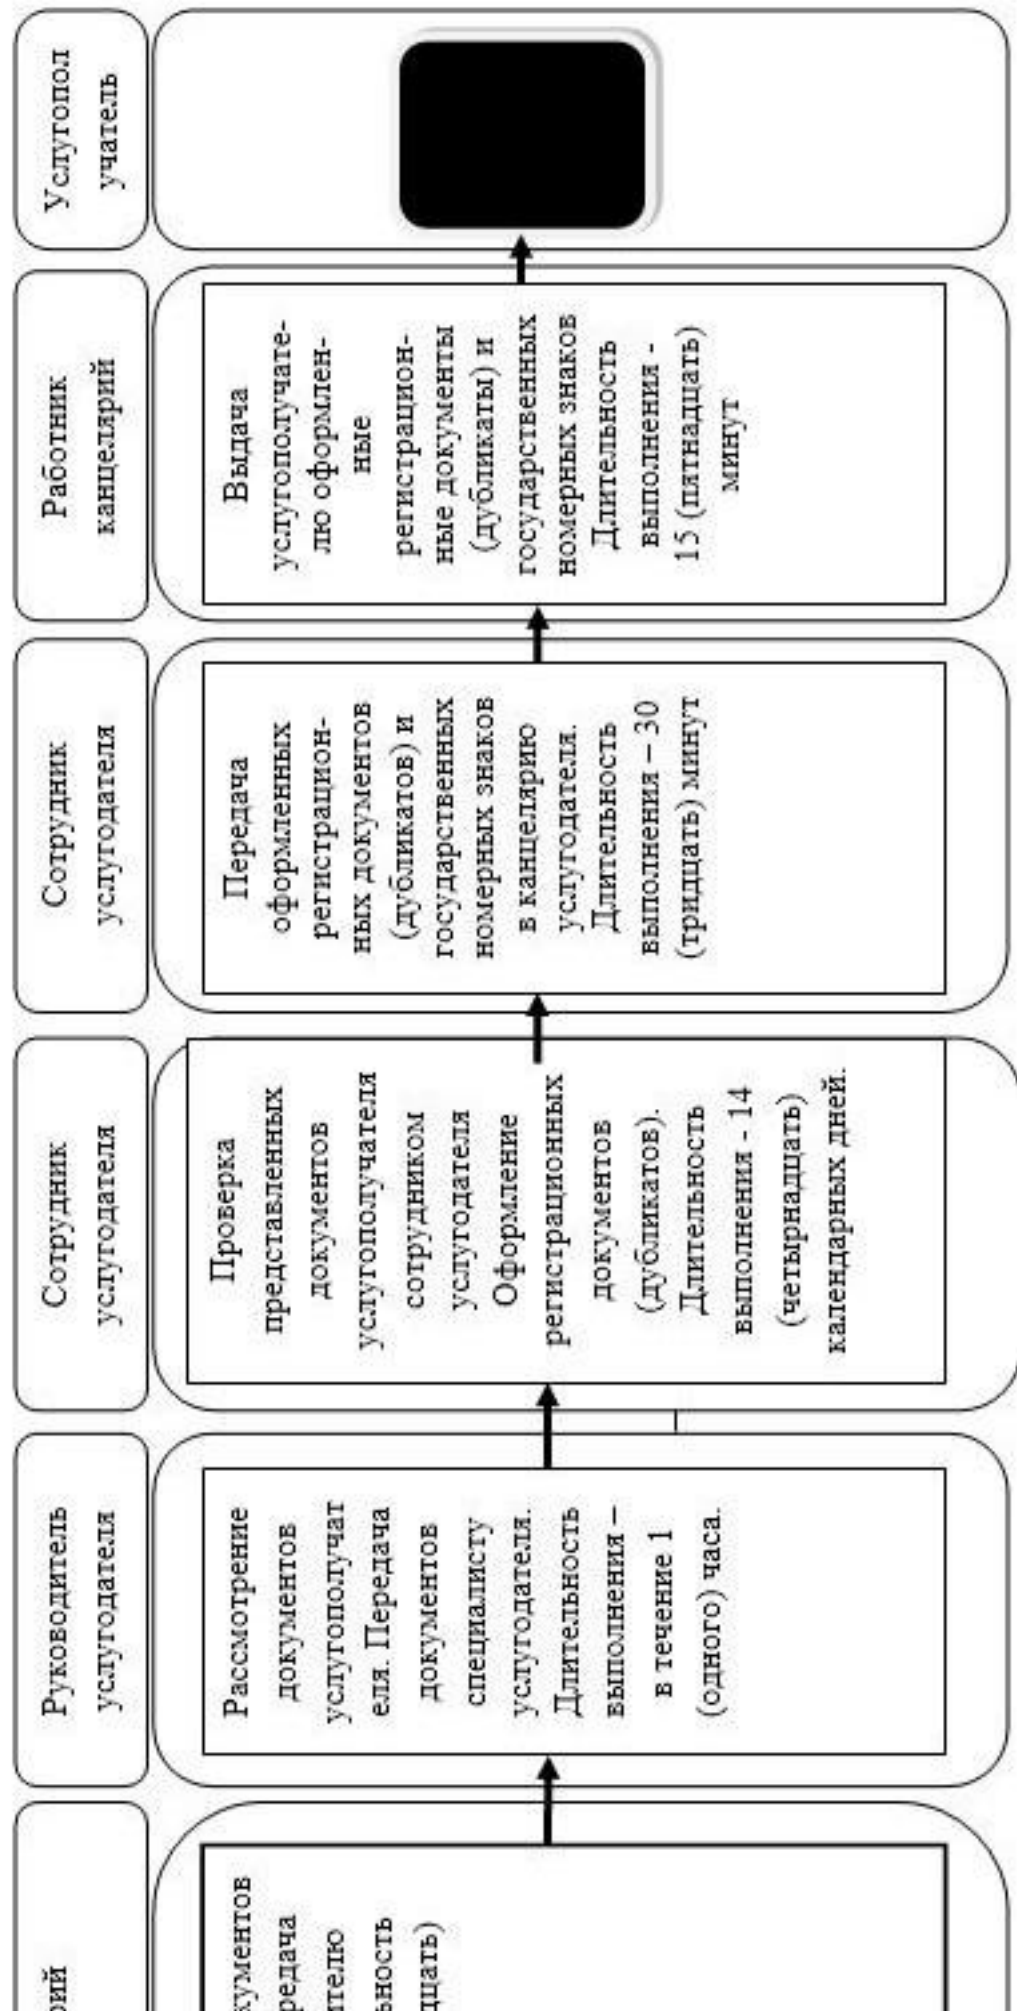 рий
кументов
редача
ителю
ьность
дцать)
Руководитель
услугодателя
Рассмотрение
документов
услугополучат
еля. Передача
документов
специалисту
услугодателя.
Длительность
выполнения –
в течение 1
(одного) часа.
Сотрудник
услугодателя
Проверка
представленных
документов
услугополучателя
сотрудником
услугодателя
Оформление
регистрационных
документов
(дубликатов).
Длительность
выполнения - 14
(четырнадцать)
календарных дней.
Сотрудник
услугодателя
Передача
оформленных
регистрацион-
ных документов
(дубликатов) и
государственных
номерных знаков
в канцелярию
услугодателя.
Длительность
выполнения – 30
(тридцать) минут
Работник
канцелярий
Выдача
услугополучате-
лю оформлен-
ные
регистрацион-
ные документы
(дубликаты) и
государственных
номерных знаков
Длительность
выполнения -
15 (пятнадцать)
минут
Услугопол
учатель